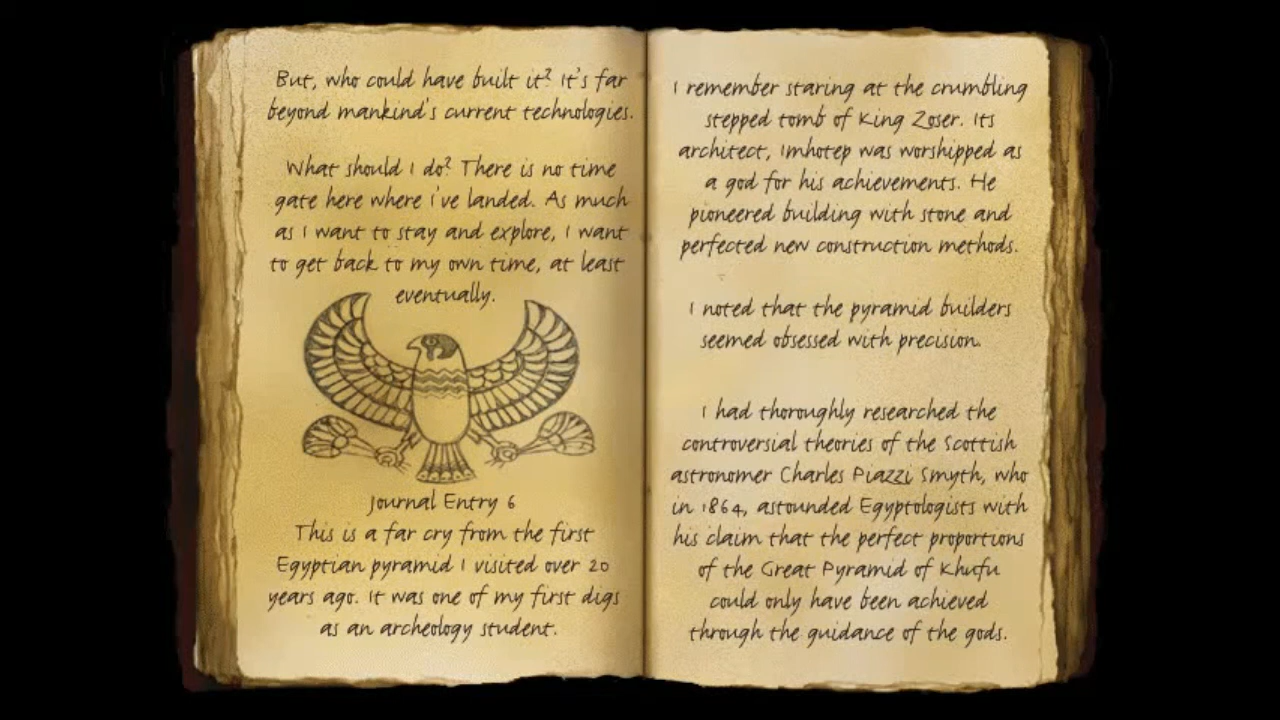 But, who could have built it? It's far
beyond mankind's current technologies.
What should I do? There is no time
gate here where i've landed. As much
as I want to stay and explore, I want
to get back to my own time, at least
eventually.
Journal Entry 6
This is a far cry from the first
Egyptian pyramid I visited over 20
years ago. It was one of my first digs
as an archeology student.
I remember staring at the crumbling
stepped tomb of King Zoser. Its
architect, Imhotep was worshipped as
a god for his achievements. He
pioneered building with stone and
perfected new construction methods.
I noted that the pyramid builders
seemed obsessed with precision.
I had thoroughly researched the
controversial theories of the Scottish
astronomer Charles Piazzi Smyth, who
in 1864, astounded Egyptologists with
his claim that the perfect proportions
of the Great Pyramid of Khufu
could only have been achieved
through the guidance of the gods.